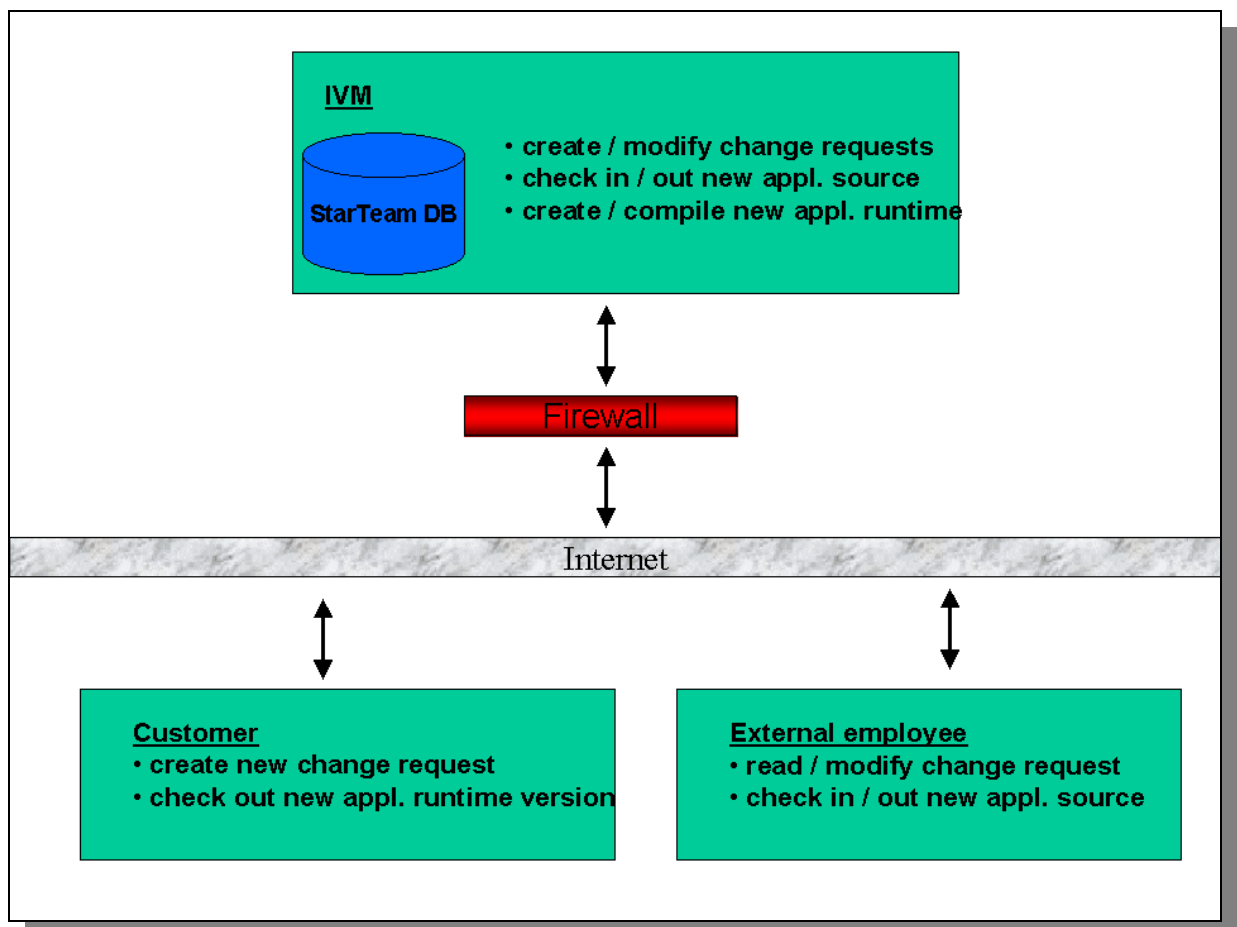 IVM
StarTeam DB
• create / modify change requests
• check in / out new appl. source
• create / compile new appl. runtime
Firewall
Internet
Customer
• create new change request
• check out new appl. runtime version
External employee
• read / modify change request
• check in / out new appl. source